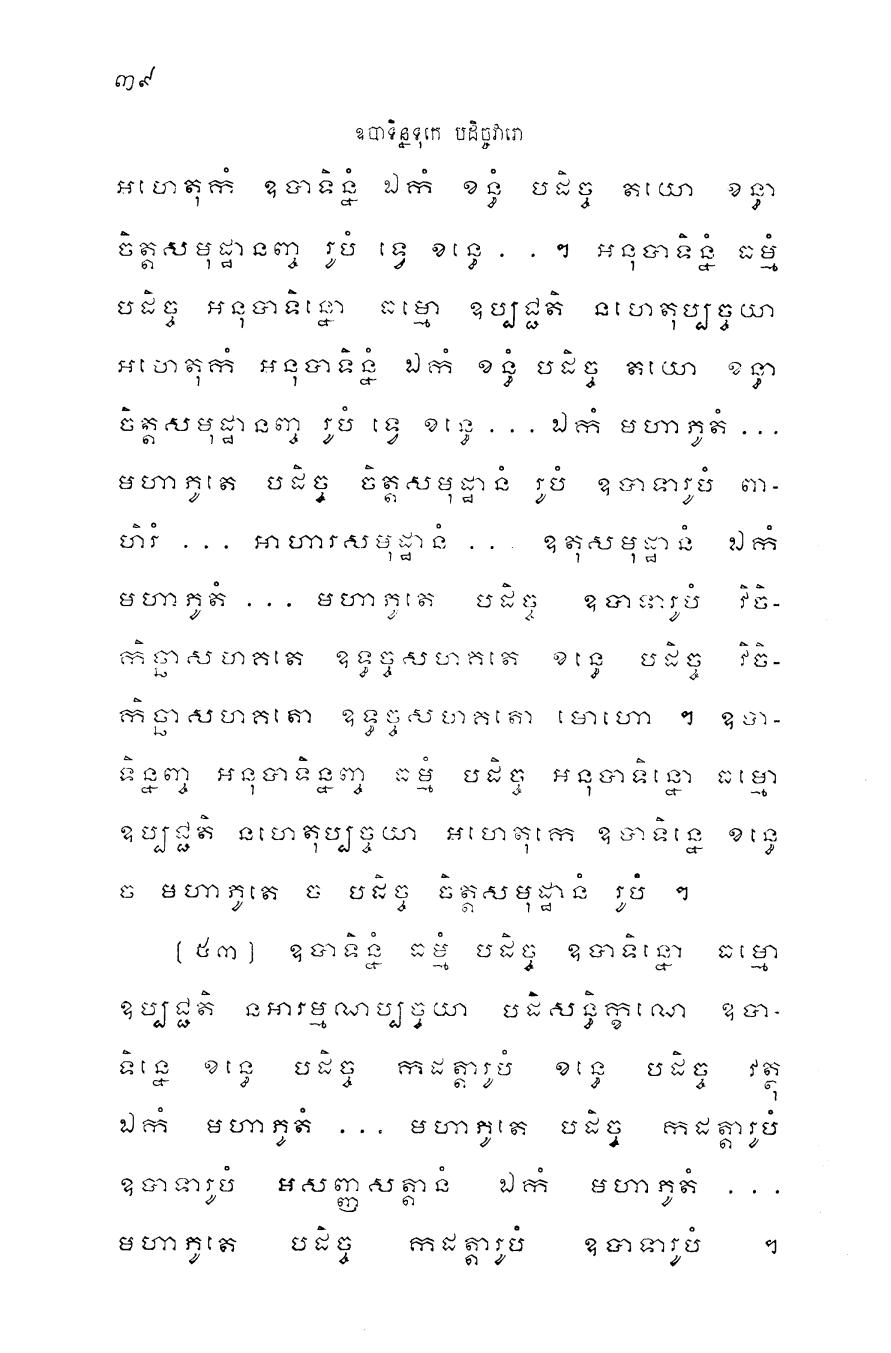 ៣៩
ឧបាទិន្នទុកេ បដិច្ចវារោ
អហេតុកំ ឧបាទិន្នំ ឯកំ ខន្ធំ បដិច្ច តយោ ខន្ធា
ចិត្តសមុដ្ឋានញ្ច រូបំ ទ្វេ ខន្ធេ . . ។ អនុបាទិន្នំ ធម្មំ
បដិច្ច អនុបាទិន្នោ ធម្មោ ឧប្បជ្ជតិ នហេតុប្បច្ចយា
អហេតុកំ អនុបាទិន្នំ ឯកំ ខន្ធំ បដិច្ច តយោ ខន្ធា
ចិត្តសមុដ្ឋានញ្ច រូបំ ទ្វេ ខន្ធេ ... ឯកំ មហាភូតំ ...
មហាភូតេ បដិច្ច ចិត្តសមុដ្ឋានំ រូបំ ឧបាទារូបំ ពា-
ហិរំ ... អាហារសមុដ្ឋានំ ... ឧតុសមុដ្ឋានំ ឯកំ
មហាភូតំ ... មហាភូតេ បដិច្ច ឧបាទារូបំ វិចិ-
កិច្ឆាសហគតេ ឧទ្ធច្ចសហគតេ ខន្ធេ បដិច្ច វិចិ-
កិច្ឆាសហគតោ ឧទ្ធច្ចសហគតោ មោហោ ។ ឧបា-
ទិន្នញ្ច អនុបាទិន្នញ្ច ធម្មំ បដិច្ច អនុបាទិន្នោ ធម្មោ
ឧប្បជ្ជតិ នហេតុប្បច្ចយា អហេតុកេ ឧបាទិន្នេ ខន្ធេ
ច មហាភូតេ ច បដិច្ច ចិត្តសមុដ្ឋានំ រូបំ ។
[៥៣] ឧបាទិន្នំ ធម្មំ បដិច្ច ឧបាទិន្នោ ធម្មោ
ឧប្បជ្ជតិ នអារម្មណប្បច្ចយា បដិសន្ធិក្ខណេ ឧបា-
ទិន្នេ ខន្ធេ បដិច្ច កដត្តារូបំ ខន្ធេ បដិច្ច វត្ថុ
ឯកំ មហាភូតំ ... មហាភូតេ បដិច្ច កដត្តារូបំ
ឧបាទារូបំ អសញ្ញសត្តានំ ឯកំ មហាភូតំ ...
មហាភូតេ បដិច្ច កដត្តារូបំ ឧបាទារូបំ ។